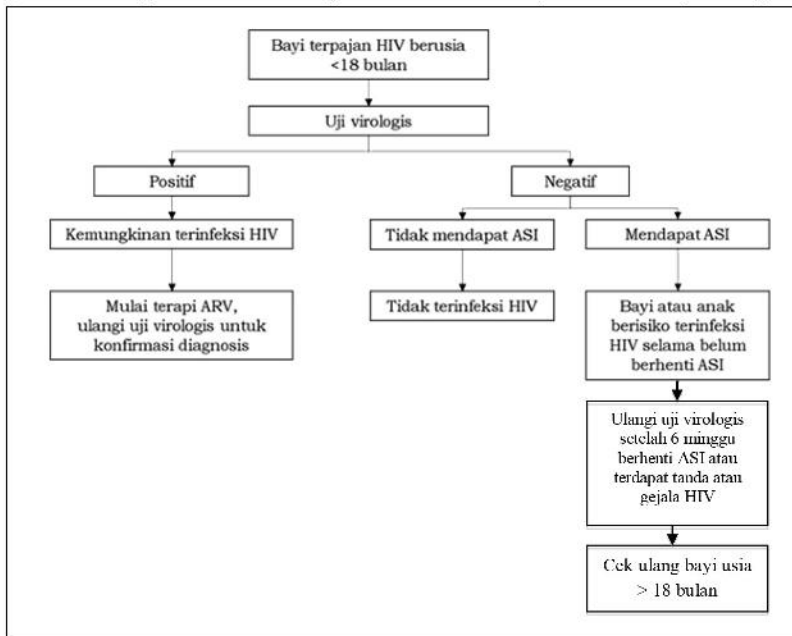 Bayi terpajan HIV berusia
<18 bulan
Uji virologis
Positif
Negatif
Kemungkinan terinfeksi HIV
Tidak mendapat ASI
Mendapat ASI
Mulai terapi ARV,
ulangi uji virologis untuk
konfirmasi diagnosis
Tidak terinfeksi HIV
Bayi atau anak
berisiko terinfeksi
HIV selama belum
berhenti ASI
Ulangi uji virologis
setelah 6 minggu
berhenti ASI atau
terdapat tanda atau
gejala HIV
Cek ulang bayi usia
> 18 bulan